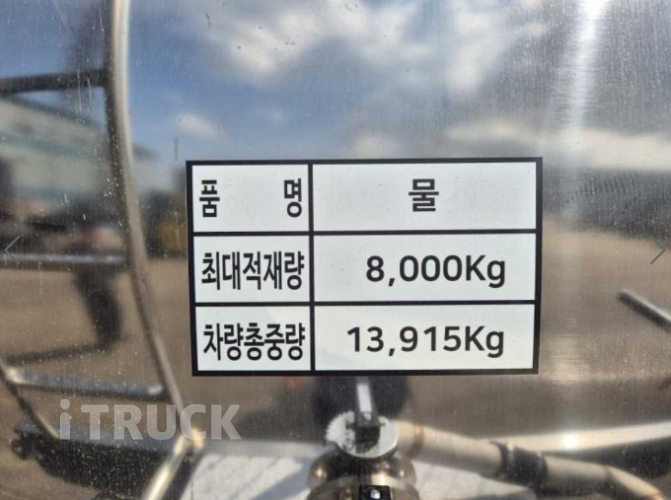 품 명 물
최대적재량 8,000Kg
차량총중량 13,915Kg
iTRUCK